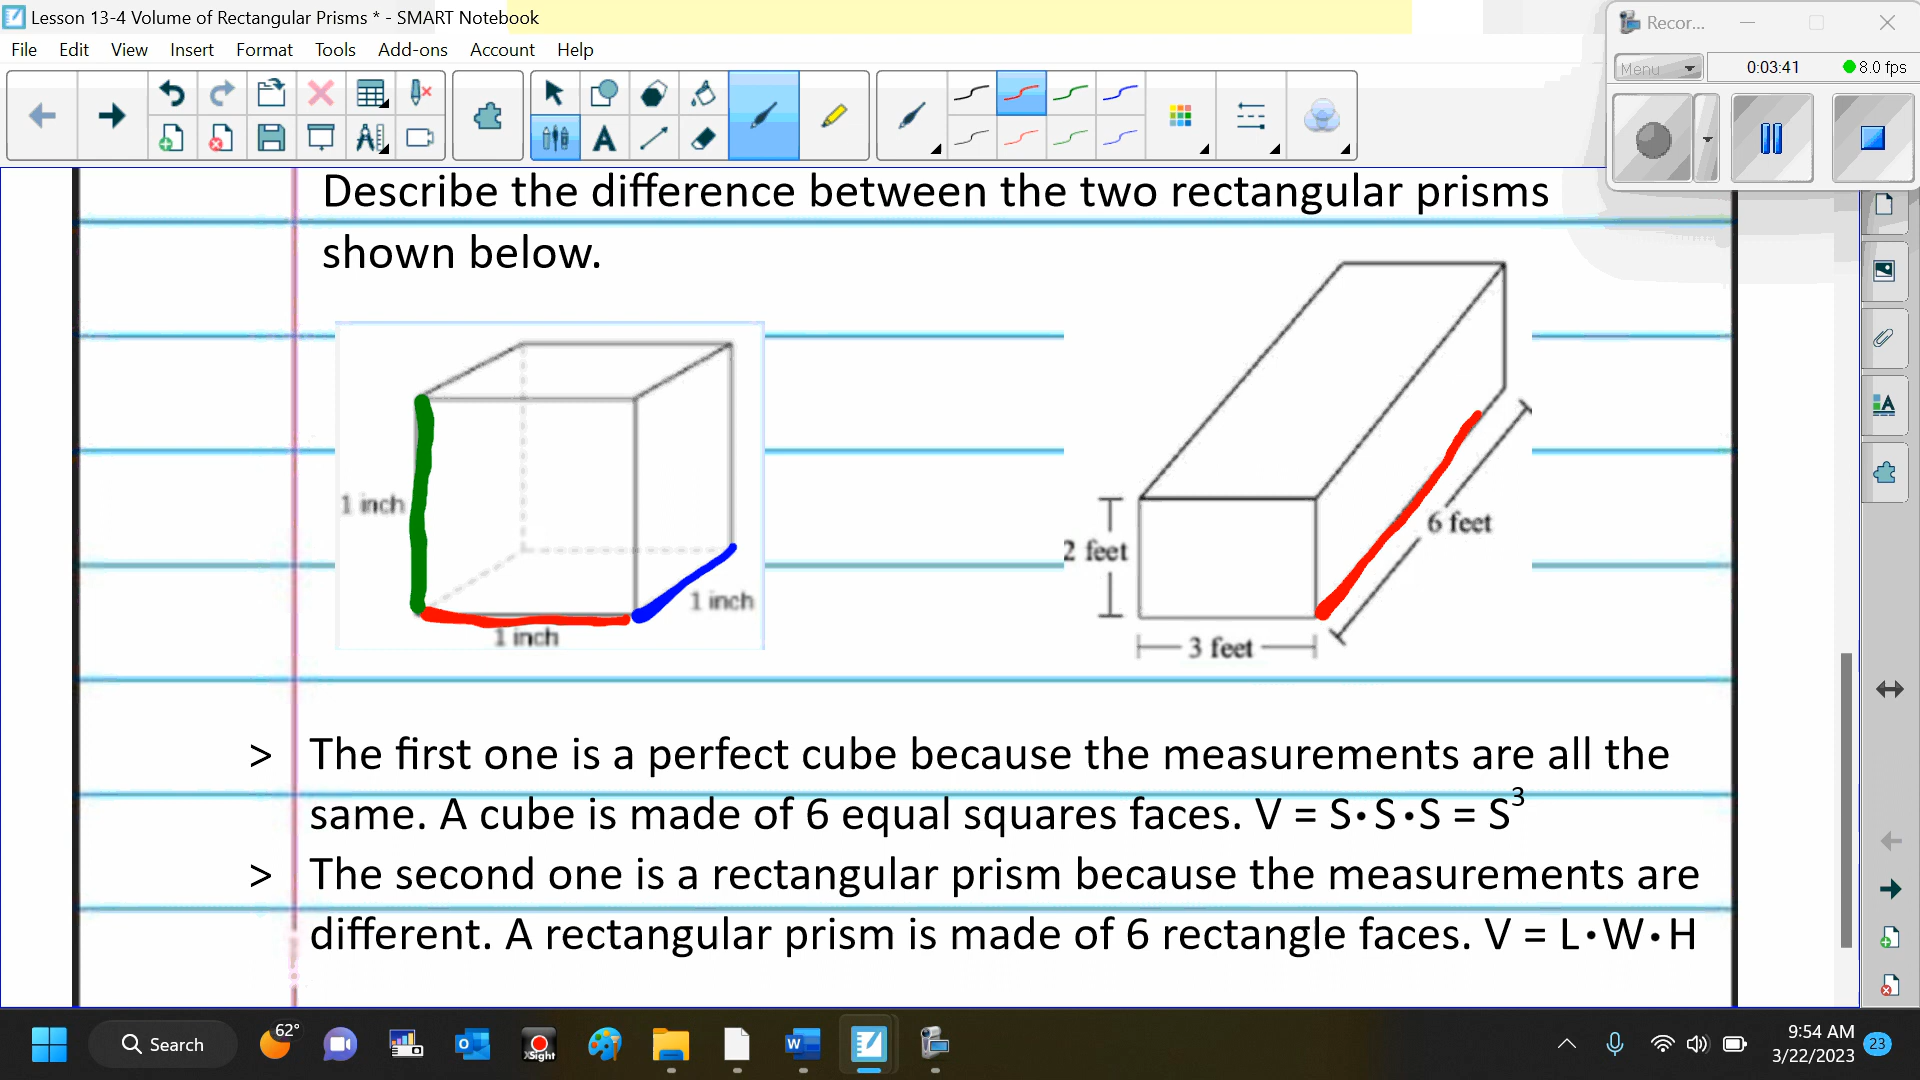 Lesson 13-4 Volume of Rectangular Prisms * - SMART Notebook
File Edit View Insert Format Tools Add-ons Account Help
Recor...
Menu 0:03:41 8.0 fps
Describe the difference between the two rectangular prisms
shown below.
1 inch
1 inch
1 inch
2 feet
6 feet
3 feet
> The first one is a perfect cube because the measurements are all the
same. A cube is made of 6 equal squares faces. V = S·S·S = S³
> The second one is a rectangular prism because the measurements are
different. A rectangular prism is made of 6 rectangle faces. V = L·W·H
Search
62°
XSight
9:54 AM
3/22/2023
23